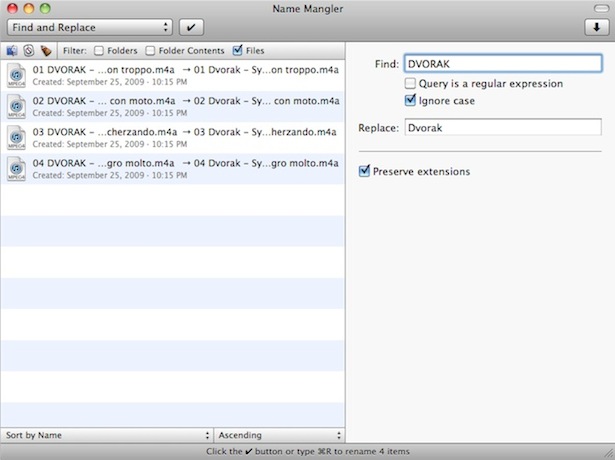 Name Mangler
Find and Replace
✔
Filter: Folders Folder Contents Files
01 DVORAK – ...on troppo.m4a → 01 Dvorak – Sy...on troppo.m4a
Created: September 25, 2009 - 10:15 PM
02 DVORAK – ... con moto.m4a → 02 Dvorak – Sy... con moto.m4a
Created: September 25, 2009 - 10:15 PM
03 DVORAK – ...cherzando.m4a → 03 Dvorak – Sy...herzando.m4a
Created: September 25, 2009 - 10:15 PM
04 DVORAK – ...gro molto.m4a → 04 Dvorak – Sy...gro molto.m4a
Created: September 25, 2009 - 10:15 PM
MPEG4
MPEG4
MPEG4
MPEG4
Find: DVORAK
Query is a regular expression
Ignore case
Replace: Dvorak
Preserve extensions
Sort by Name
Ascending
Click the ✔ button or type ⌘R to rename 4 items